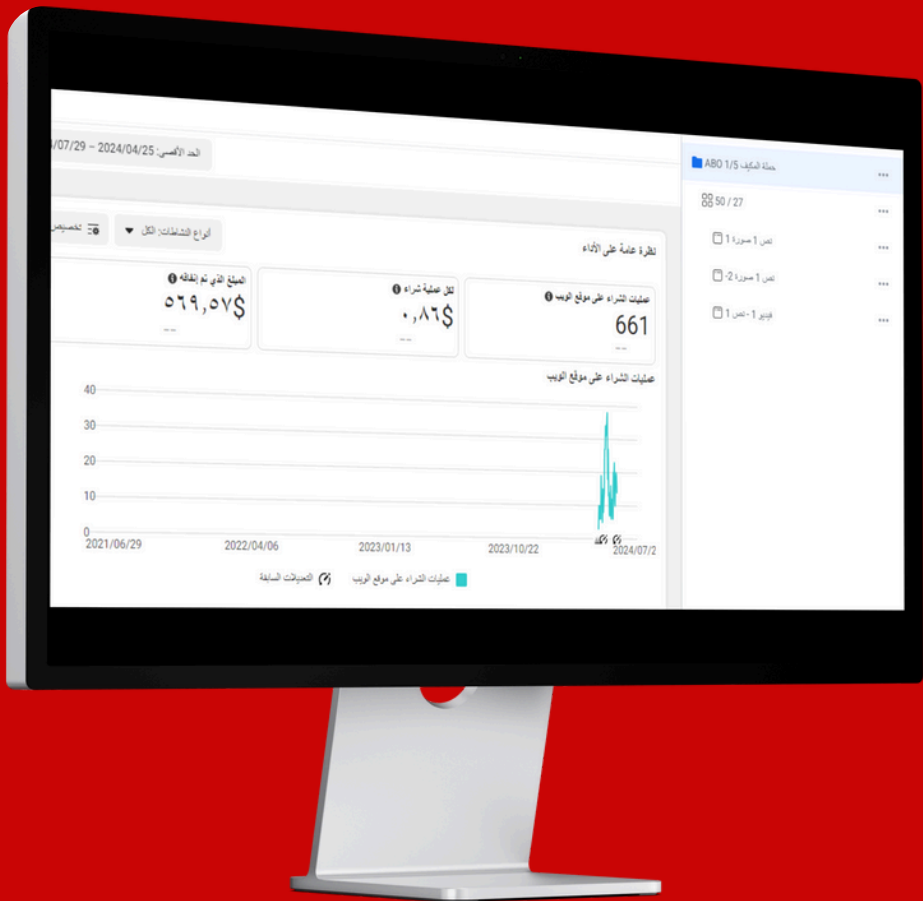 حملة المكيف ABO 1/5
50 / 27
نص 1 صورة 1
نص 1 صورة 2-
فيديو 1 - نص 1
الحد الأقصى: 2024/04/25 – /07/29
أنواع النشاطات: الكل
تخصيص
نظرة عامة على الأداء
عمليات الشراء على موقع الويب
661
--
لكل عملية شراء
٠,٨٦$
--
المبلغ الذي تم إنفاقه
٥٦٩,٥٧$
--
عمليات الشراء على موقع الويب
40
30
20
10
0
2021/06/29
2022/04/06
2023/01/13
2023/10/22
2024/07/2
عمليات الشراء على موقع الويب
التعديلات السابقة